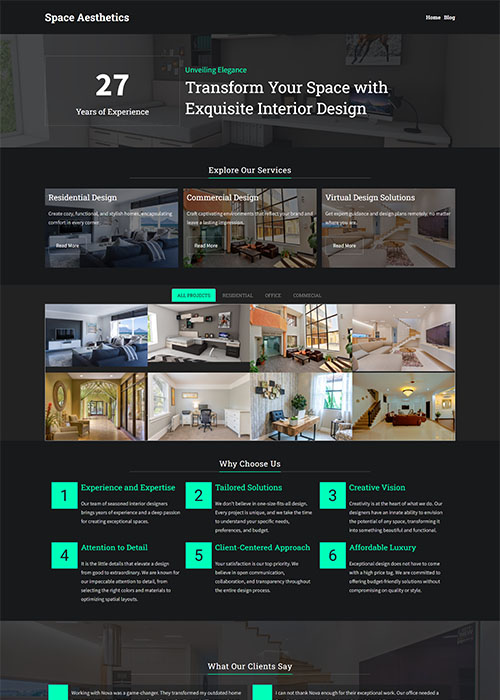 Space Aesthetics
Home Blog
27
Years of Experience
Unveiling Elegance
Transform Your Space with
Exquisite Interior Design
Explore Our Services
Residential Design
Create cozy, functional, and stylish homes, encapsulating
comfort in every corner.
Read More
Commercial Design
Craft captivating environments that reflect your brand and
leave a lasting impression.
Read More
Virtual Design Solutions
Get expert guidance and design plans remotely, no matter
where you are.
Read More
ALL PROJECTS RESIDENTIAL OFFICE COMMECIAL
Why Choose Us
1
Experience and Expertise
Our team of seasoned interior designers
brings years of experience and a deep passion
for creating exceptional spaces.
2
Tailored Solutions
We don't believe in one-size-fits-all design.
Every project is unique, and we take the time
to understand your specific needs,
preferences, and budget.
3
Creative Vision
Creativity is at the heart of what we do. Our
designers have an innate ability to envision
the potential of any space, transforming it
into something beautiful and functional.
4
Attention to Detail
It is the little details that elevate a design
from good to extraordinary. We are known for
our impeccable attention to detail, from
selecting the right colors and materials to
optimizing spatial layouts.
5
Client-Centered Approach
Your satisfaction is our top priority. We
believe in open communication,
collaboration, and transparency throughout
the entire design process.
6
Affordable Luxury
Exceptional design does not have to come
with a high price tag. We are committed to
offering budget-friendly solutions without
compromising on quality or style.
What Our Clients Say
Working with Nova was a game-changer. They transformed my outdated home
I can not thank Nova enough for their exceptional work. Our office needed a